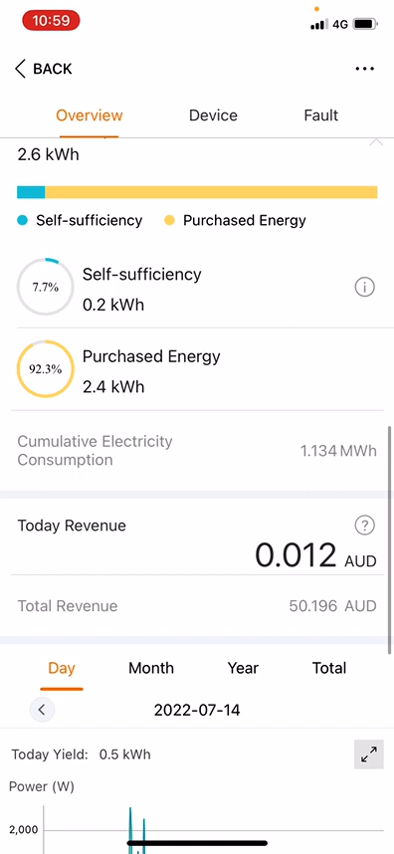 10:59
4G
BACK
Overview Device Fault
2.6 kWh
Self-sufficiency Purchased Energy
7.7% Self-sufficiency
0.2 kWh
92.3% Purchased Energy
2.4 kWh
Cumulative Electricity
Consumption 1.134 MWh
Today Revenue
0.012 AUD
Total Revenue 50.196 AUD
Day Month Year Total
2022-07-14
Today Yield: 0.5 kWh
Power (W)
2,000